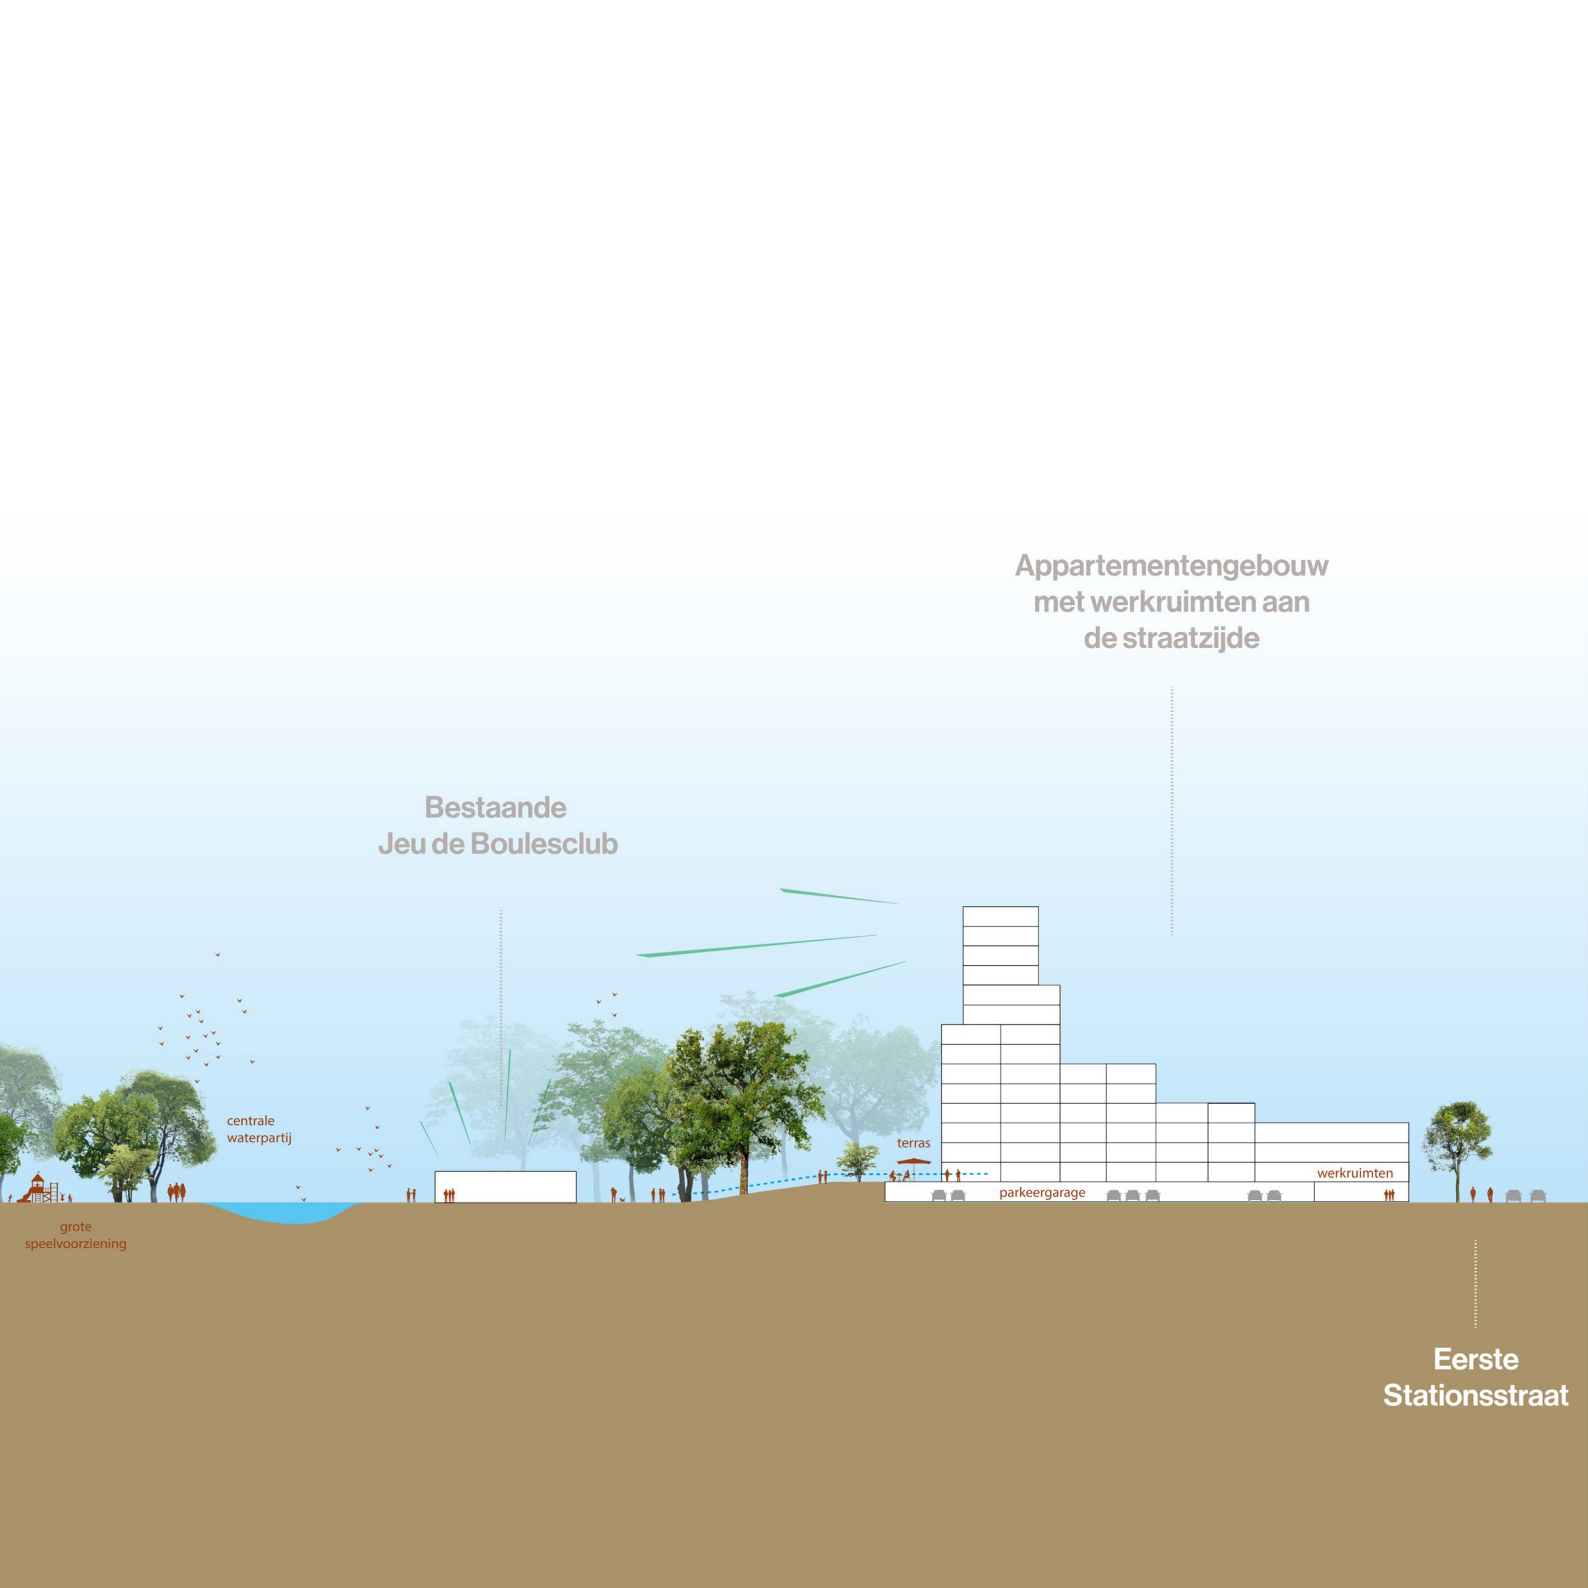 Appartementengebouw
met werkruimten aan
de straatzijde
Bestaande
Jeu de Boulesclub
centrale
waterpartij
terras
werkruimten
parkeergarage
grote
speelvoorziening
Eerste
Stationsstraat